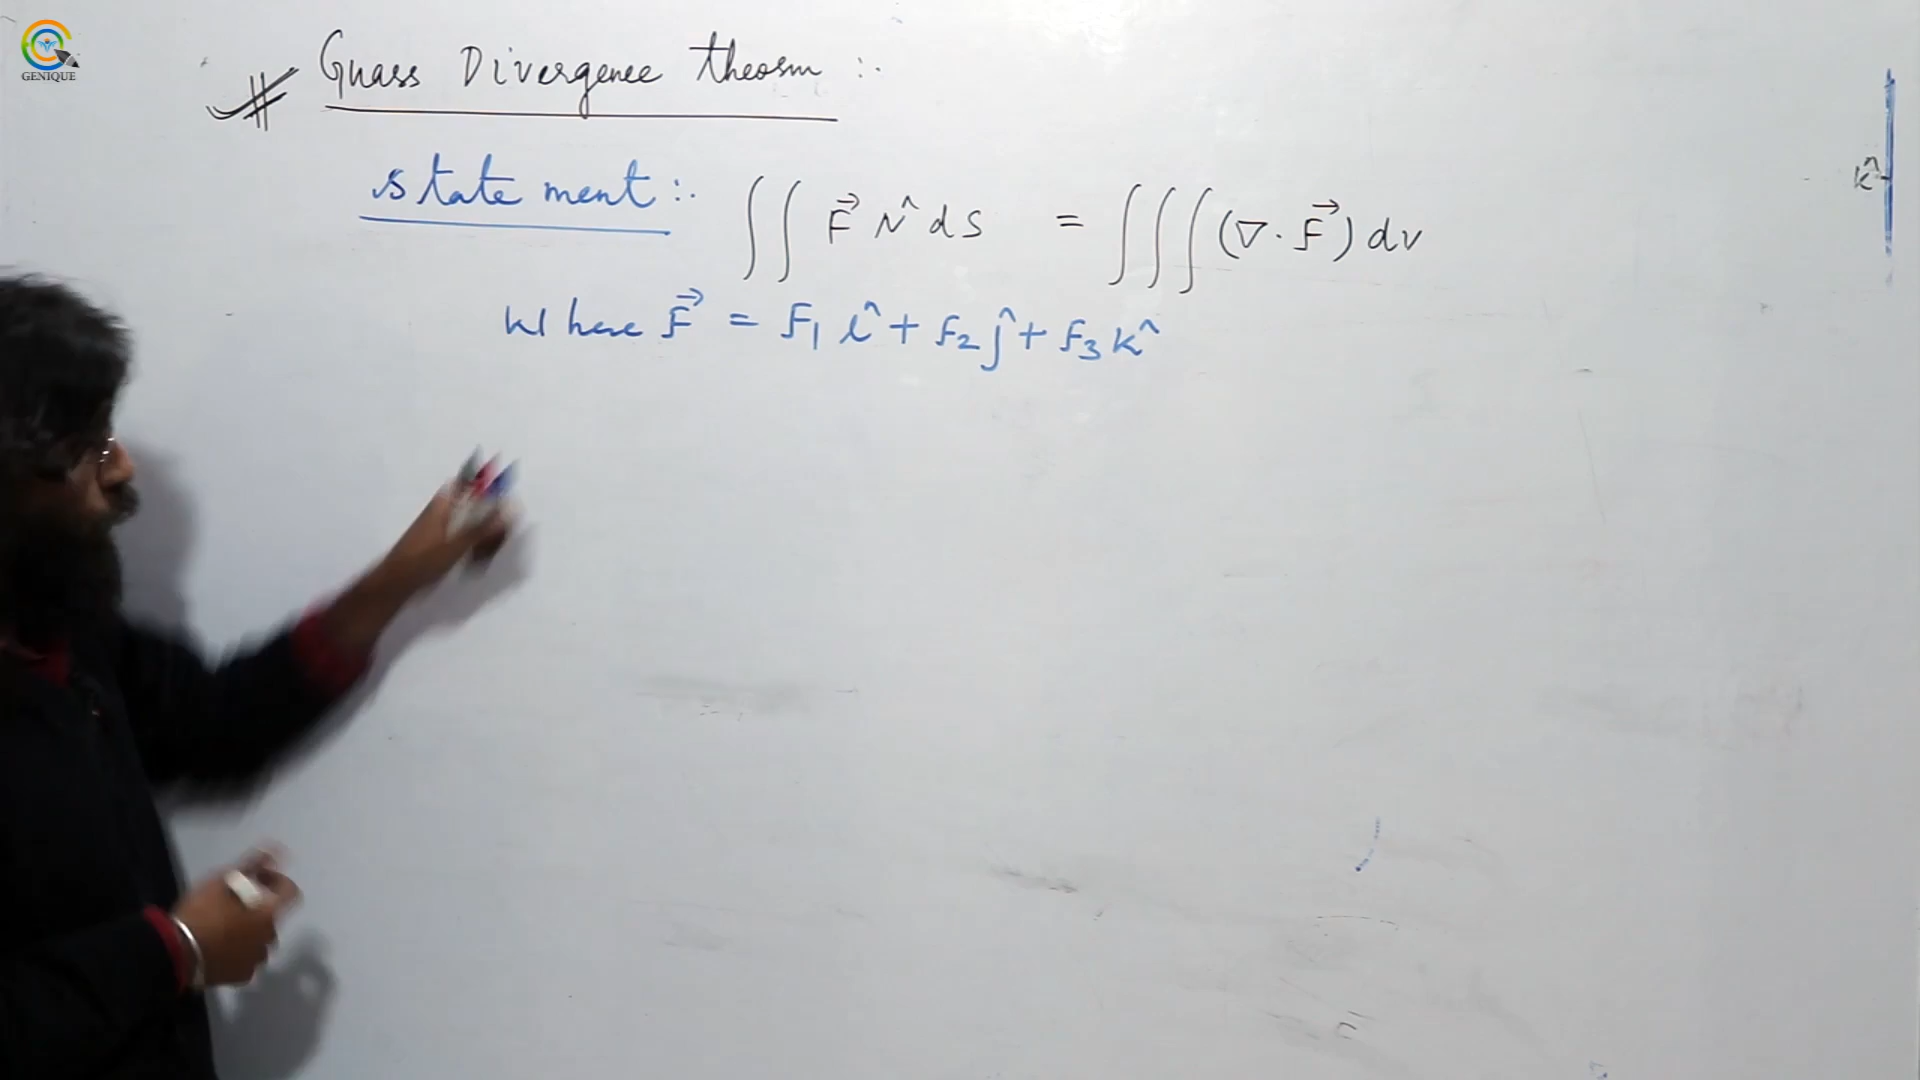 GENIQUE
# Guass Divergence theorm :.
statement :. ∬ F⃗ N̂ ds = ∭ (∇ · F⃗) dv
k̂
where F⃗ = F₁ î + F₂ ĵ + F₃ k̂